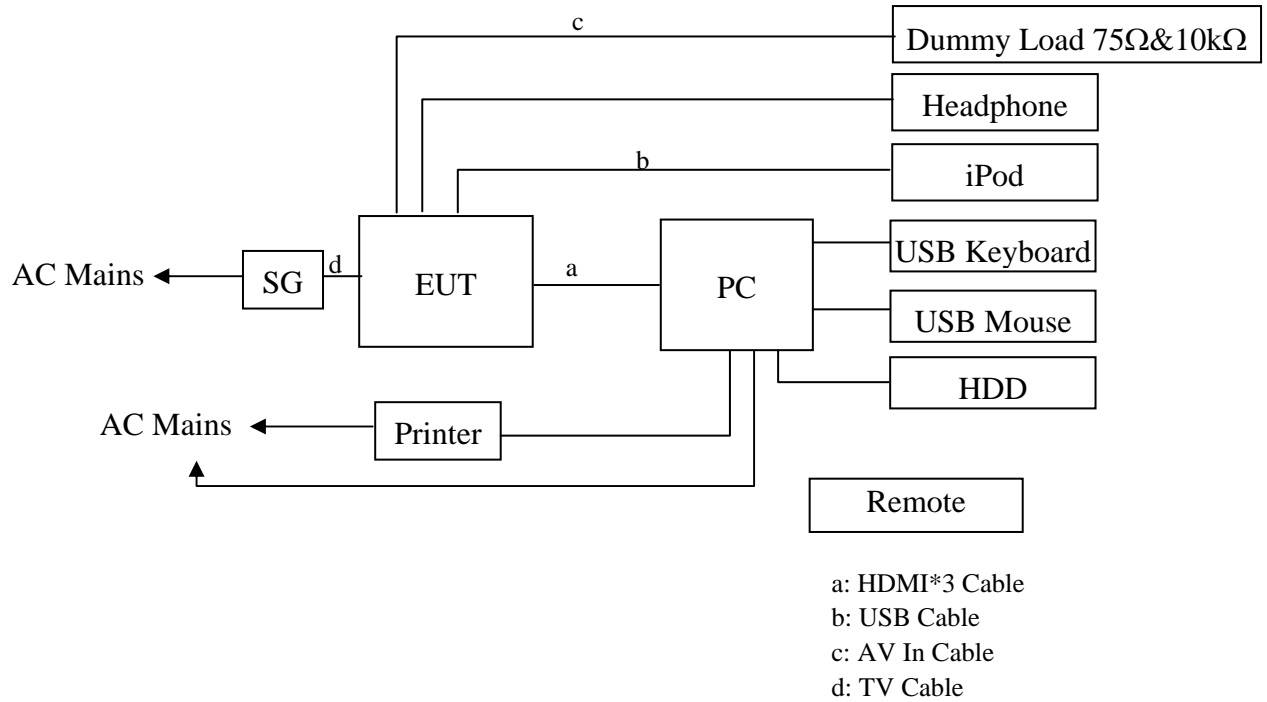 c
Dummy Load 75Ω&10kΩ
Headphone
b
iPod
AC Mains
SG
d
EUT
a
PC
USB Keyboard
USB Mouse
HDD
AC Mains
Printer
Remote
a: HDMI*3 Cable
b: USB Cable
c: AV In Cable
d: TV Cable